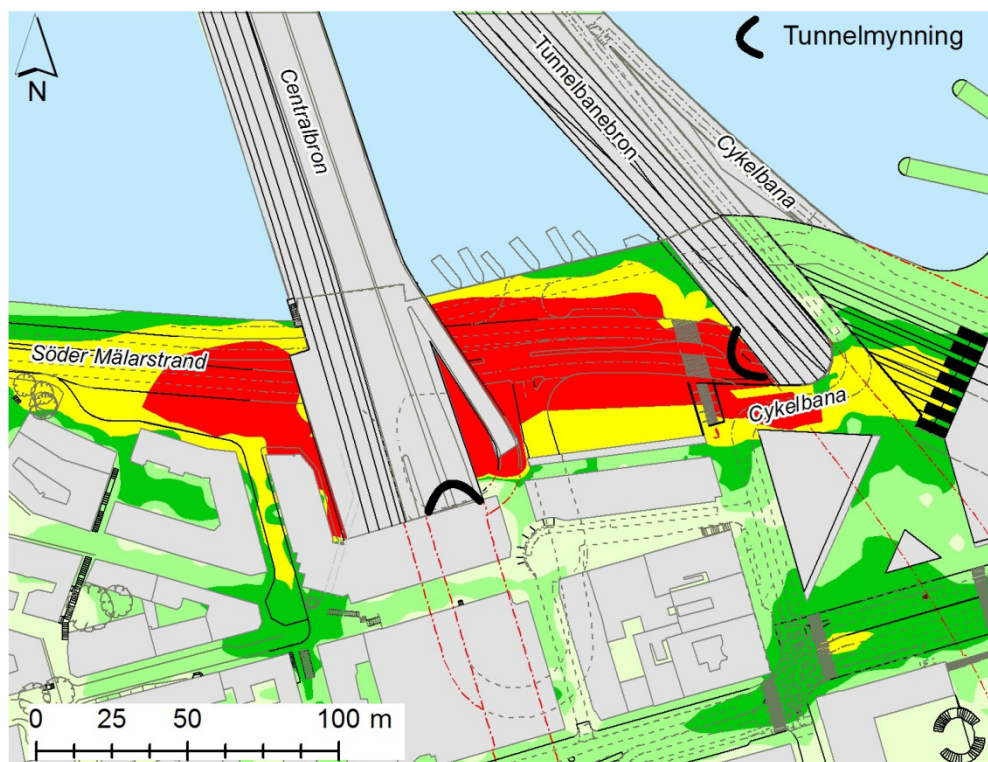 Tunnelmynning
N
Centralbron
Tunnelbanebron
Cykelbana
Söder Mälarstrand
Cykelbana
0 25 50 100 m